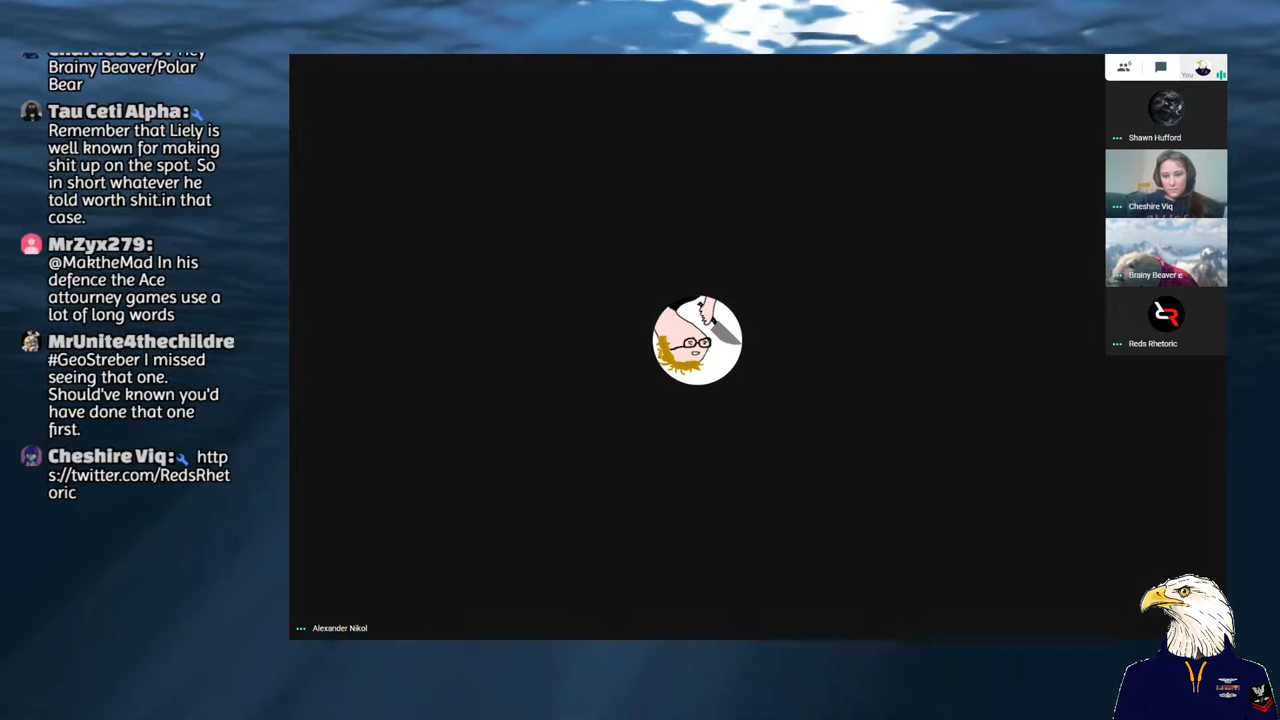 Brainy Beaver/Polar
Bear
Tau Ceti Alpha:
Remember that Liely is
well known for making
shit up on the spot. So
in short whatever he
told worth shit.in that
case.
MrZyx279:
@MaktheMad In his
defence the Ace
attourney games use a
lot of long words
MrUnite4thechildre
#GeoStreber I missed
seeing that one.
Should've known you'd
have done that one
first.
Cheshire Viq: http
s://twitter.com/RedsRhet
oric
Alexander Nikol
6
You
Shawn Hufford
Cheshire Viq
Brainy Beaver e
Reds Rhetoric